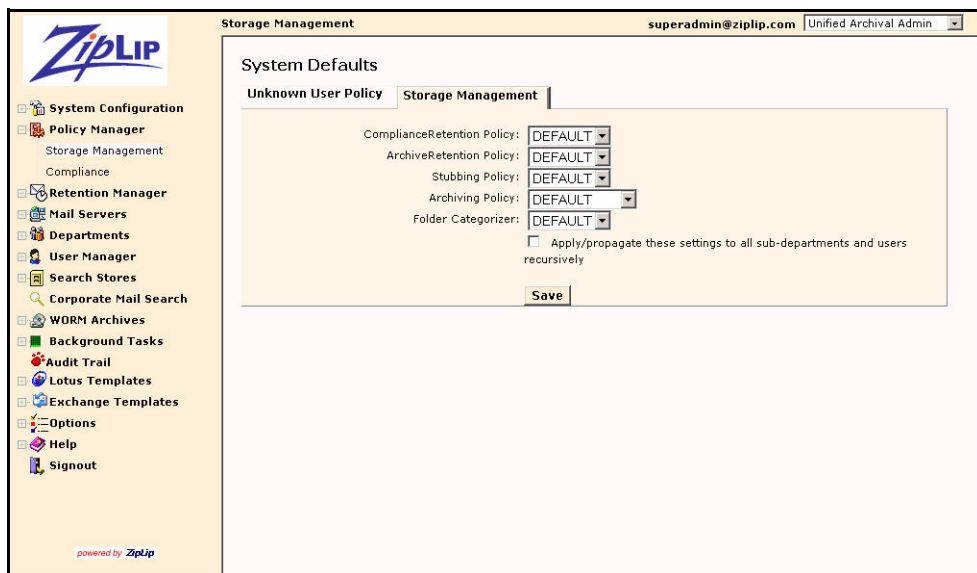 ZipLip
Storage Management
superadmin@ziplip.com
Unified Archival Admin
System Configuration
Policy Manager
Storage Management
Compliance
Retention Manager
Mail Servers
Departments
User Manager
Search Stores
Corporate Mail Search
WORM Archives
Background Tasks
Audit Trail
Lotus Templates
Exchange Templates
Options
Help
Signout
powered by ZipLip
System Defaults
Unknown User Policy
Storage Management
ComplianceRetention Policy: DEFAULT
ArchiveRetention Policy: DEFAULT
Stubbing Policy: DEFAULT
Archiving Policy: DEFAULT
Folder Categorizer: DEFAULT
Apply/propagate these settings to all sub-departments and users
recursively
Save